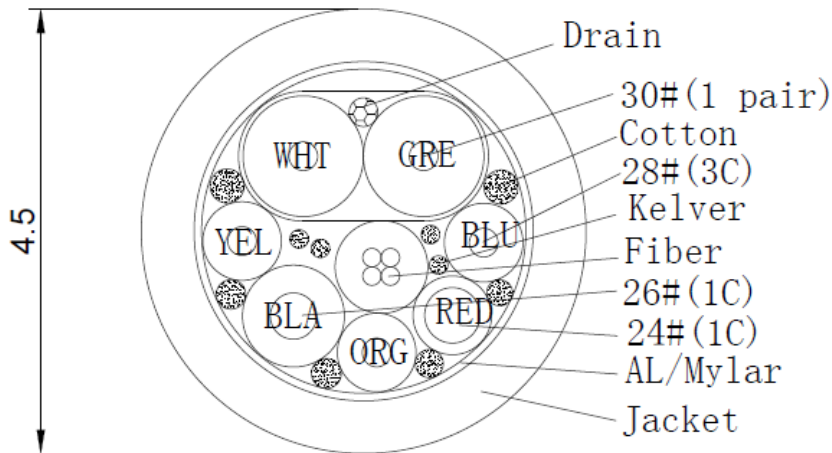 Drain
30#(1 pair)
Cotton
28#(3C)
Kelver
Fiber
26#(1C)
24#(1C)
AL/Mylar
Jacket
4.5
WHT
GRE
YEL
BLU
BLA
RED
ORG